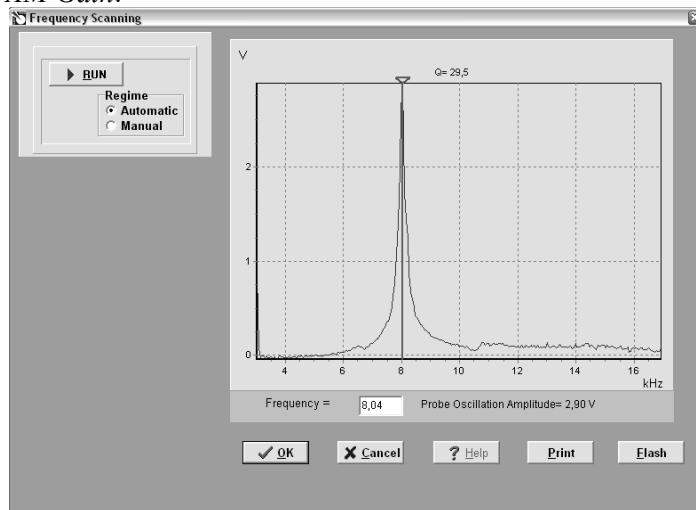 AM Gain.
Frequency Scanning
RUN
Regime
Automatic
Manual
V
Q= 29,5
2
1
0
4 6 8 10 12 14 16
kHz
Frequency = 8,04 Probe Oscillation Amplitude= 2,90 V
OK Cancel ? Help Print Flash